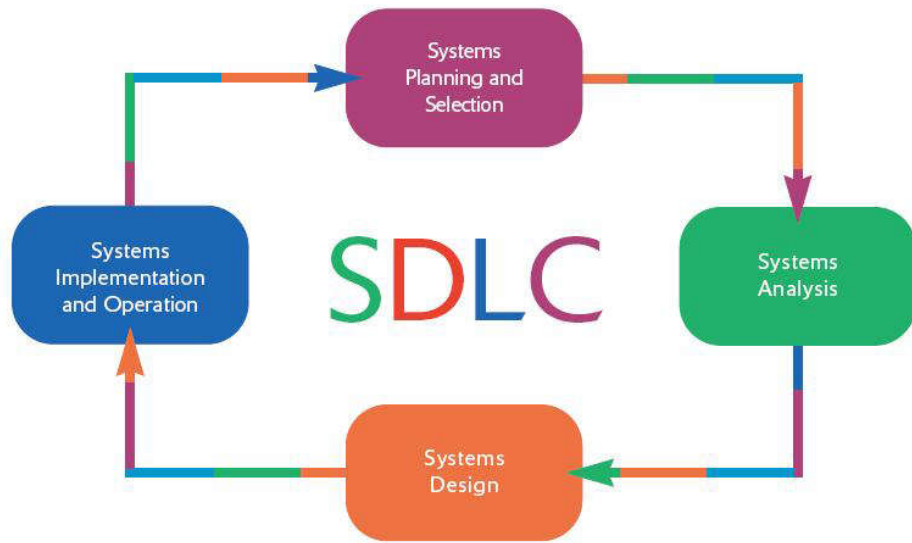 Systems
Planning and
Selection
Systems
Implementation
and Operation
SDLC
Systems
Analysis
Systems
Design